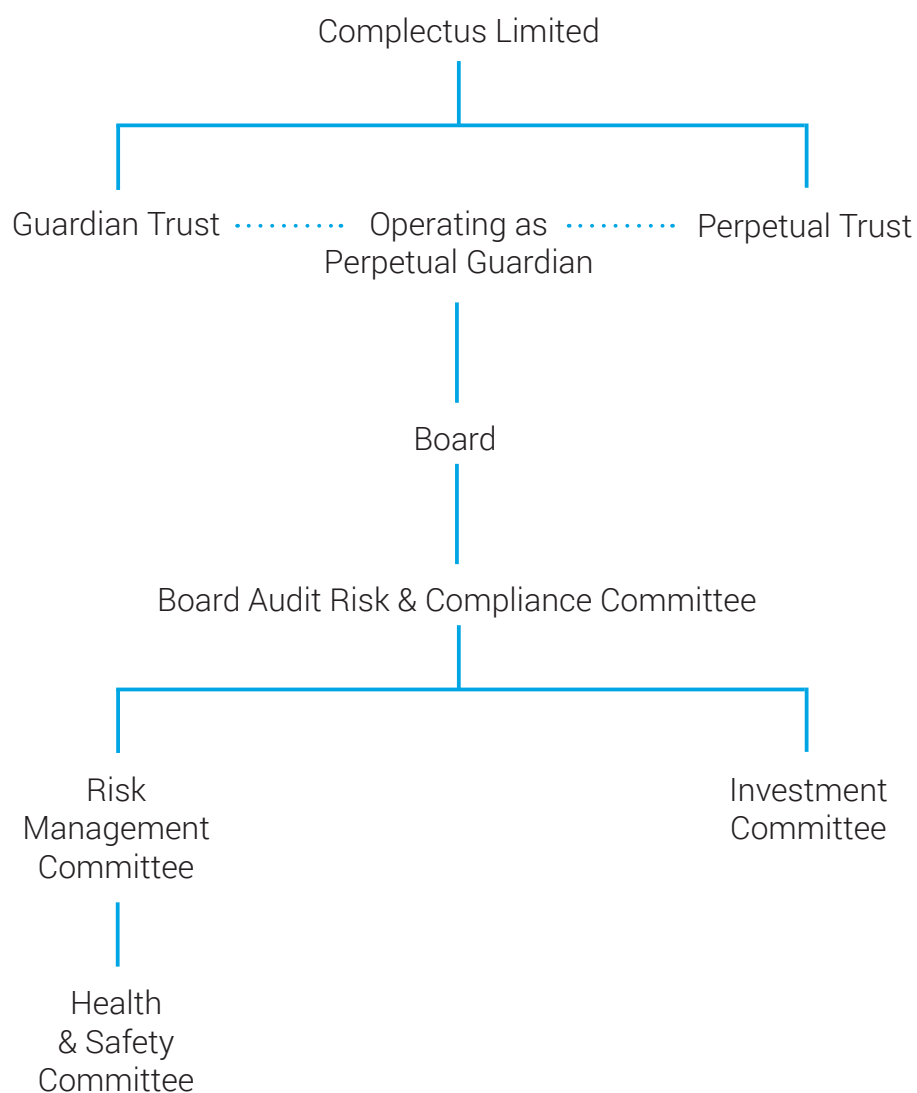 Complectus Limited
Guardian Trust
Operating as
Perpetual Guardian
Perpetual Trust
Board
Board Audit Risk & Compliance Committee
Risk
Management
Committee
Investment
Committee
Health
& Safety
Committee